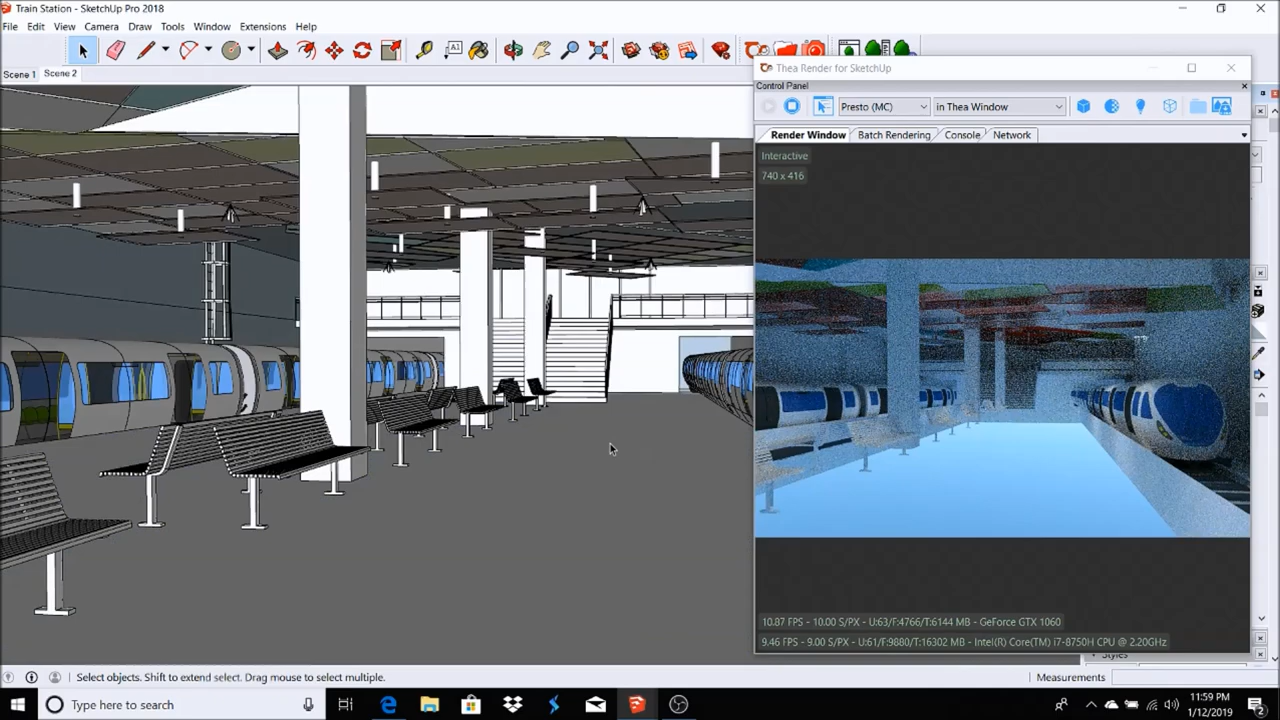 Train Station - SketchUp Pro 2018
File Edit View Camera Draw Tools Window Extensions Help
A1
Scene 1 Scene 2
Thea Render for SketchUp
Control Panel
Presto (MC) in Thea Window
Render Window Batch Rendering Console Network
Interactive
740 x 416
10.87 FPS - 10.00 S/PX - U:63/F:4766/T:6144 MB - GeForce GTX 1060
9.46 FPS - 9.00 S/PX - U:61/F:9880/T:16302 MB - Intel(R) Core(TM) i7-8750H CPU @ 2.20GHz
Styles
Select objects. Shift to extend select. Drag mouse to select multiple.
Measurements
Type here to search
11:59 PM
1/12/2019
2